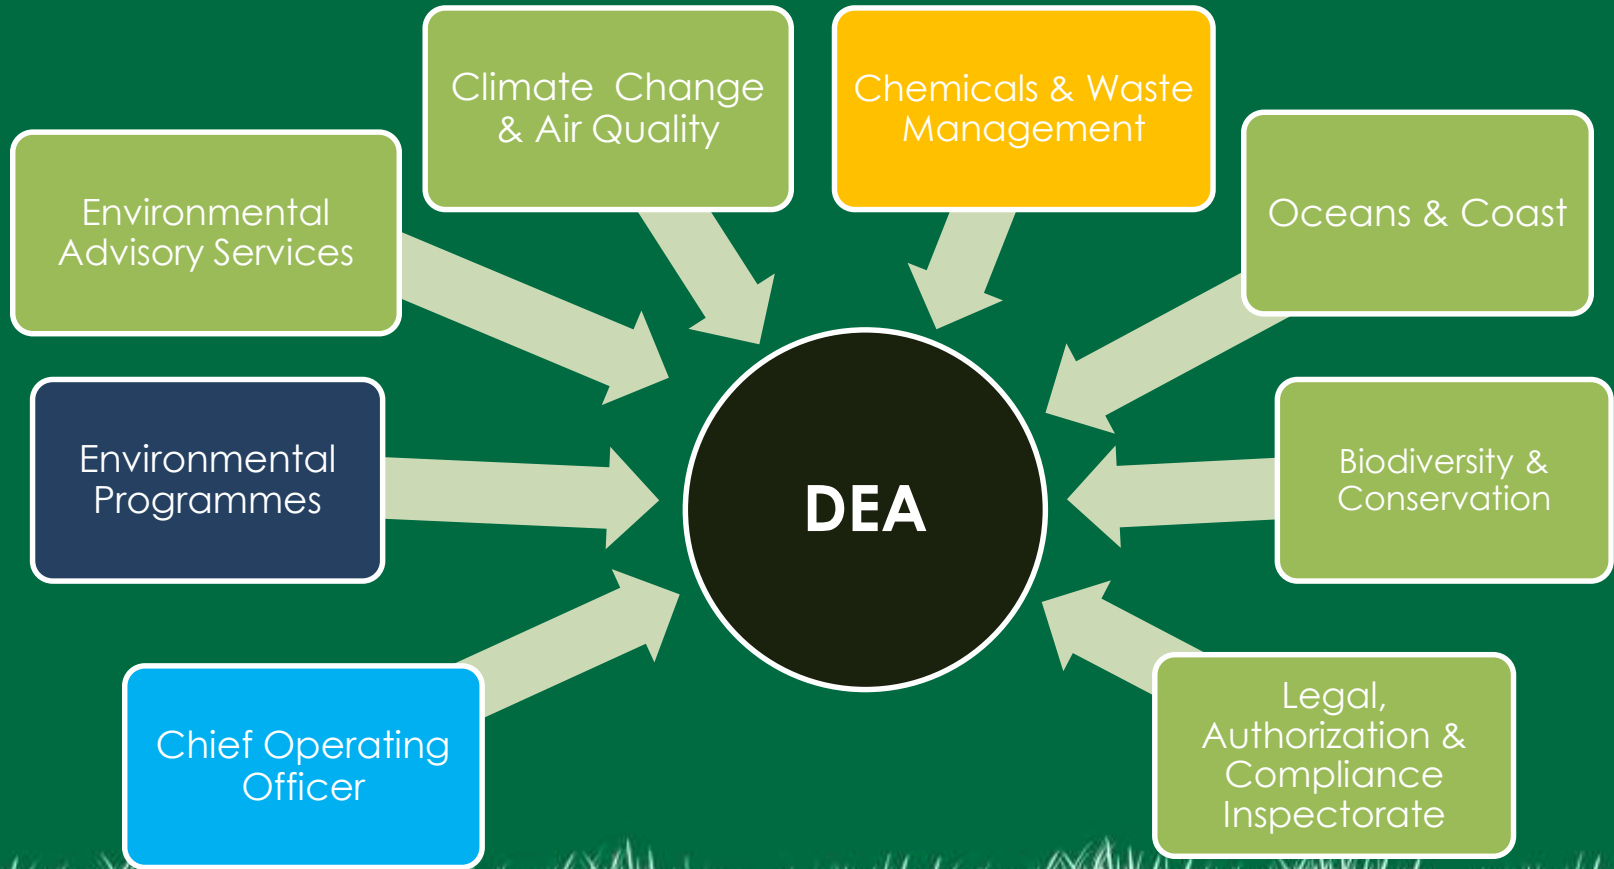 Climate  Change
& Air Quality
Chemicals & Waste
Management
Environmental
Advisory Services
Oceans & Coast
Environmental
Programmes
DEA
Biodiversity &
Conservation
Chief Operating
Officer
Legal,
Authorization &
Compliance
Inspectorate